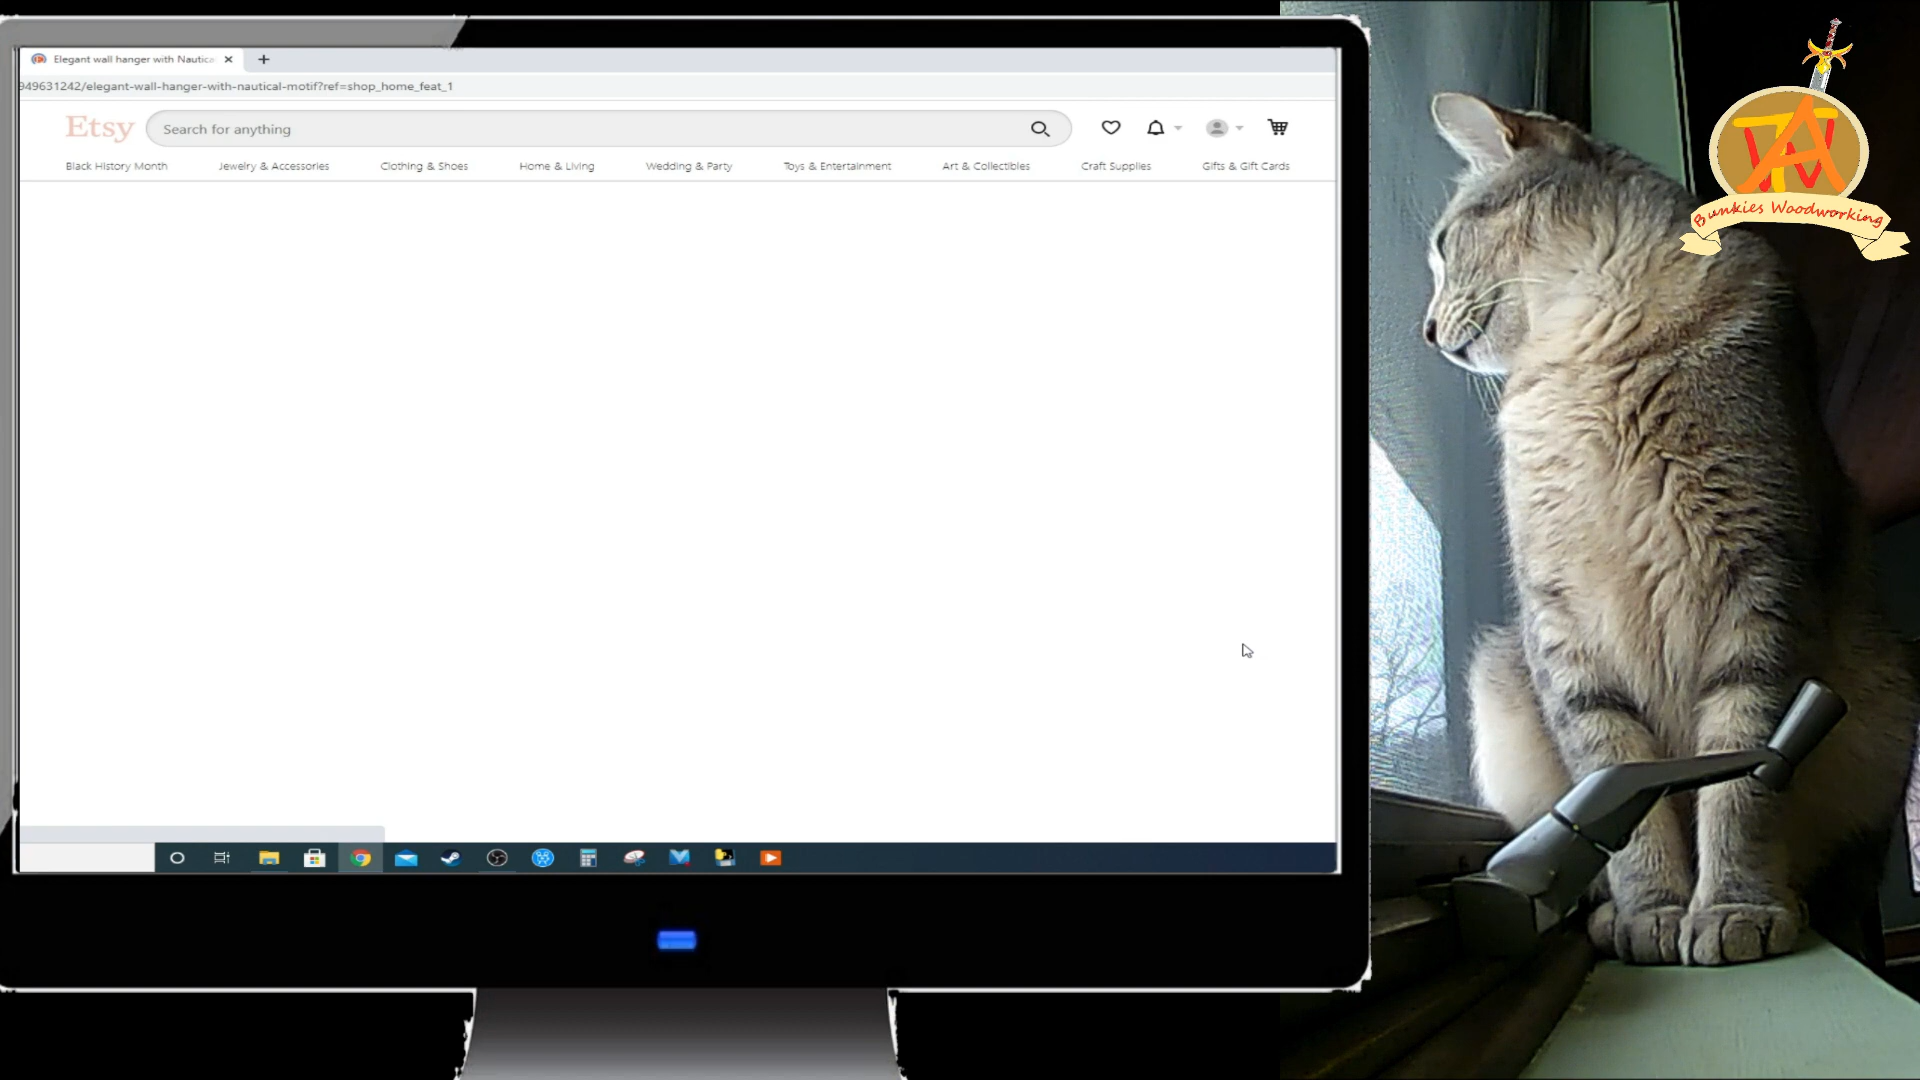 Elegant wall hanger with Nautica
949631242/elegant-wall-hanger-with-nautical-motif?ref=shop_home_feat_1
Etsy
Search for anything
Black History Month Jewelry & Accessories Clothing & Shoes Home & Living Wedding & Party Toys & Entertainment Art & Collectibles Craft Supplies Gifts & Gift Cards
Bunkies Woodworking